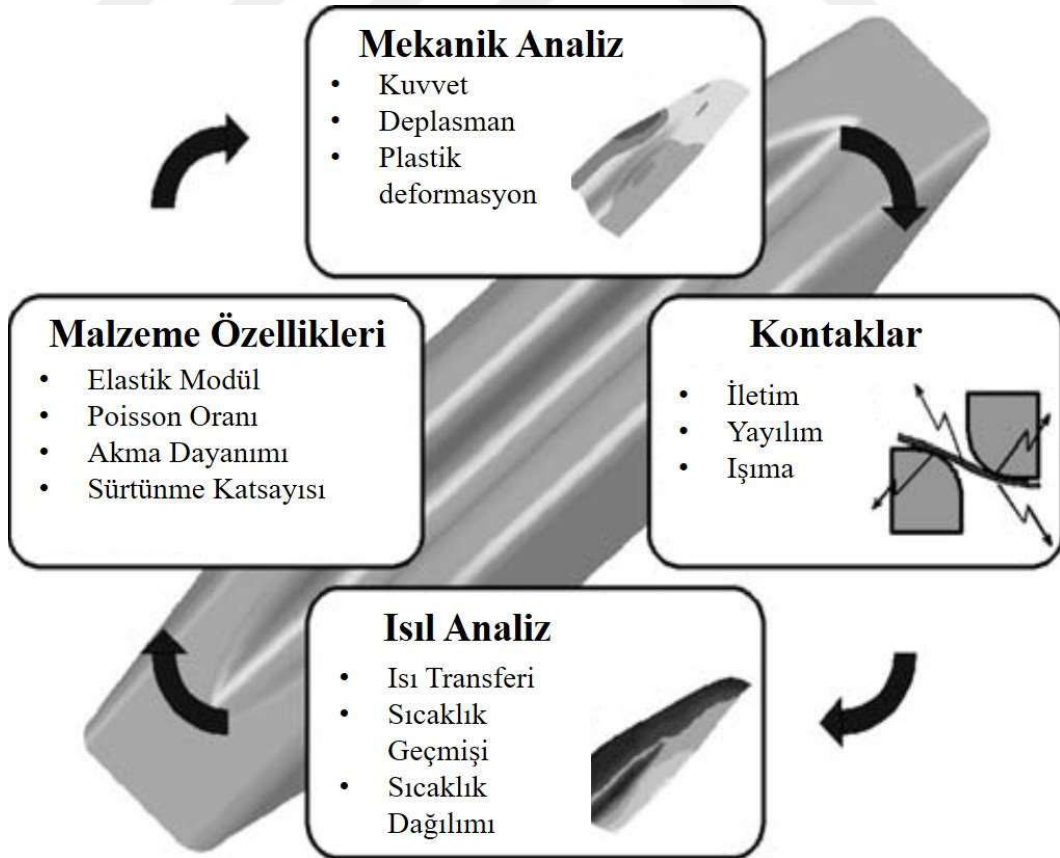 Mekanik Analiz
• Kuvvet
• Deplasman
• Plastik
deformasyon
Malzeme Özellikleri
• Elastik Modül
• Poisson Oranı
• Akma Dayanımı
• Sürtünme Katsayısı
Kontaklar
• İletim
• Yayılım
• Işıma
Isıl Analiz
• Isı Transferi
• Sıcaklık
Geçmişi
• Sıcaklık
Dağılımı